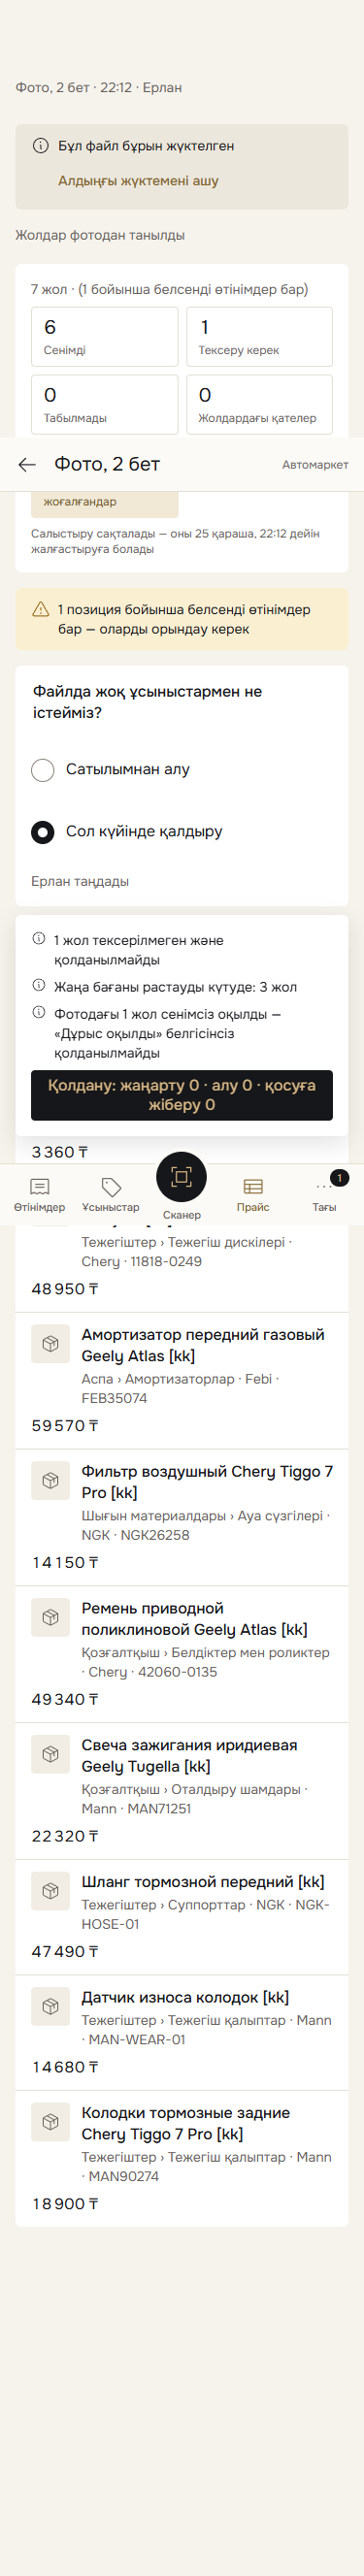 Фото, 2 бет · 22:12 · Ерлан
Бұл файл бұрын жүктелген
Алдыңғы жүктемені ашу
Жолдар фотодан танылды
7 жол · (1 бойынша белсенді өтінімдер бар)
6
Сенімді
1
Тексеру керек
0
Табылмады
0
Жолдардағы қателер
Фото, 2 бет
Автомаркет
жоғалғандар
Салыстыру сақталады — оны 25 қараша, 22:12 дейін
жалғастыруға болады
1 позиция бойынша белсенді өтінімдер
бар — оларды орындау керек
Файлда жоқ ұсыныстармен не
істейміз?
Сатылымнан алу
Сол күйінде қалдыру
Ерлан таңдады
1 жол тексерілмеген және
қолданылмайды
Жаңа бағаны растауды күтуде: 3 жол
Фотодағы 1 жол сенімсіз оқылды —
«Дұрыс оқылды» белгісінсіз
қолданылмайды
Қолдану: жаңарту 0 · алу 0 · қосуға
жіберу 0
3 360 ₸
Өтінімдер
Ұсыныстар
Сканер
Прайс
Тағы
1
Тежегіштер › Тежегіш дискілері ·
Chery · 11818-0249
48 950 ₸
Амортизатор передний газовый
Geely Atlas [kk]
Аспа › Амортизаторлар · Febi ·
FEB35074
59 570 ₸
Фильтр воздушный Chery Tiggo 7
Pro [kk]
Шығын материалдары › Ауа сүзгілері ·
NGK · NGK26258
14 150 ₸
Ремень приводной
поликлиновой Geely Atlas [kk]
Қозғалтқыш › Белдіктер мен роликтер
· Chery · 42060-0135
49 340 ₸
Свеча зажигания иридиевая
Geely Tugella [kk]
Қозғалтқыш › Оталдыру шамдары ·
Mann · MAN71251
22 320 ₸
Шланг тормозной передний [kk]
Тежегіштер › Суппорттар · NGK · NGK-
HOSE-01
47 490 ₸
Датчик износа колодок [kk]
Тежегіштер › Тежегіш қалыптар · Mann
· MAN-WEAR-01
14 680 ₸
Колодки тормозные задние
Chery Tiggo 7 Pro [kk]
Тежегіштер › Тежегіш қалыптар · Mann
· MAN90274
18 900 ₸